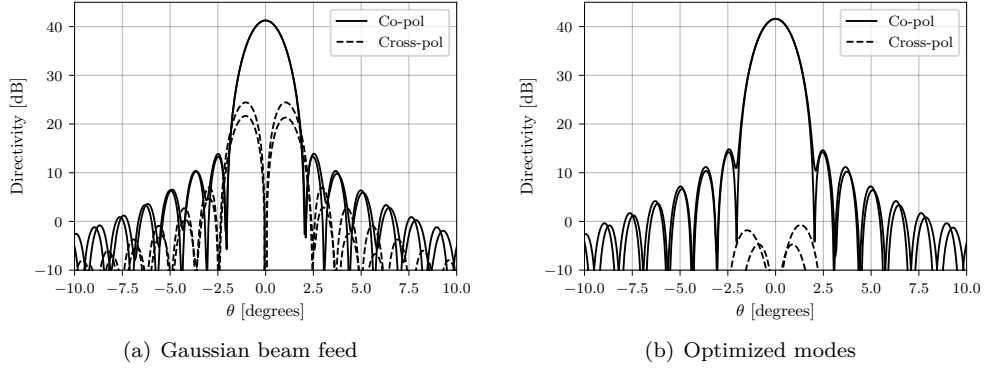 Directivity [dB]
40
30
20
10
0
−10
−10.0 −7.5 −5.0 −2.5 0.0 2.5 5.0 7.5 10.0
θ [degrees]
Co-pol
Cross-pol
(a) Gaussian beam feed
Directivity [dB]
40
30
20
10
0
−10
−10.0 −7.5 −5.0 −2.5 0.0 2.5 5.0 7.5 10.0
θ [degrees]
Co-pol
Cross-pol
(b) Optimized modes